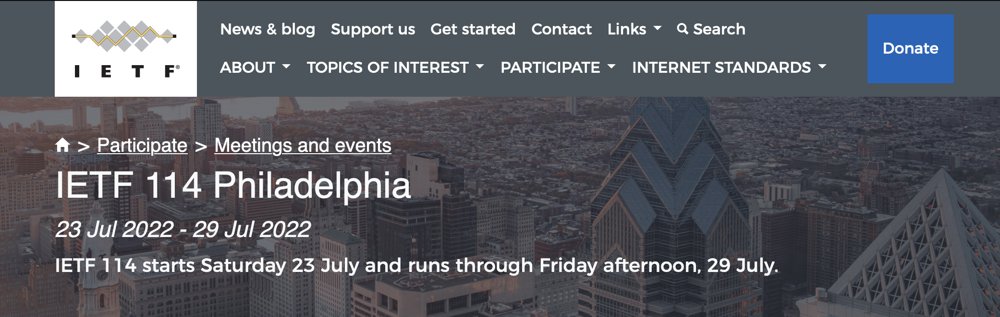 News & blog Support us Get started Contact Links Search
Donate
ABOUT TOPICS OF INTEREST PARTICIPATE INTERNET STANDARDS
IETF®
> Participate > Meetings and events
PSFS
IETF 114 Philadelphia
23 Jul 2022 - 29 Jul 2022
IETF 114 starts Saturday 23 July and runs through Friday afternoon, 29 July.